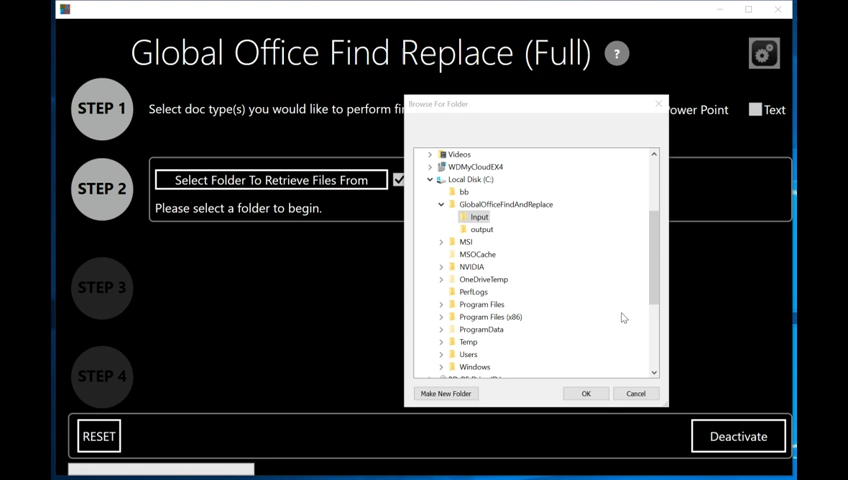 Global Office Find Replace (Full) ?
STEP 1
Select doc type(s) you would like to perform fi
ower Point
Text
Browse For Folder
STEP 2
Select Folder To Retrieve Files From
Please select a folder to begin.
Videos
WDMyCloudEX4
Local Disk (C:)
bb
GlobalOfficeFindAndReplace
Input
output
MSI
MSOCache
NVIDIA
OneDriveTemp
PerfLogs
Program Files
Program Files (x86)
ProgramData
Temp
Users
Windows
Make New Folder
OK
Cancel
STEP 3
STEP 4
RESET
Deactivate